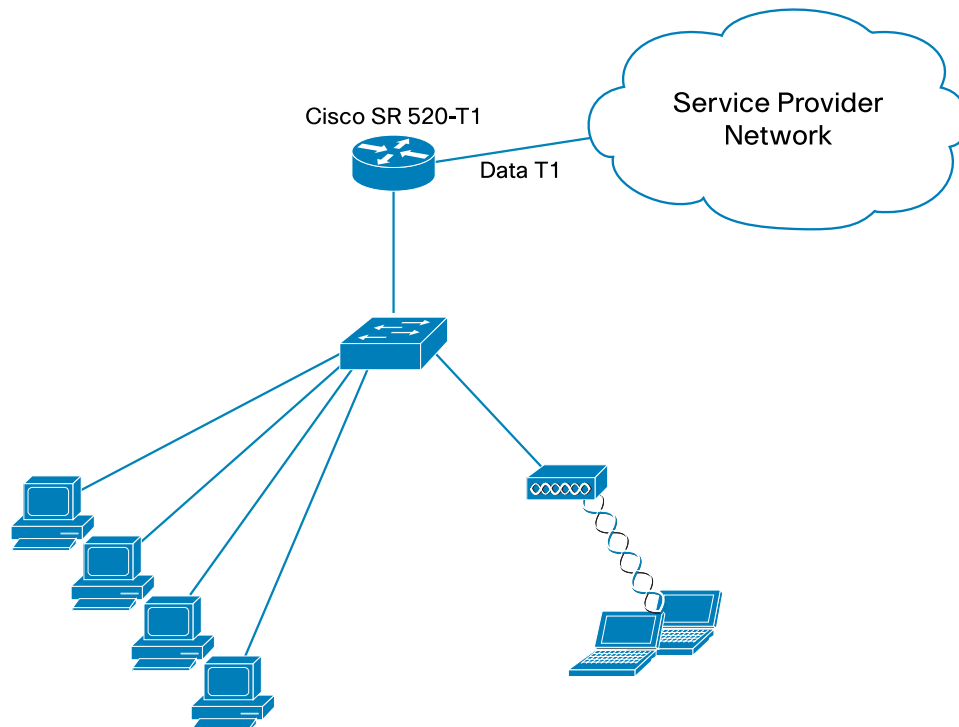 Service Provider
Network
Cisco SR 520-T1
Data T1